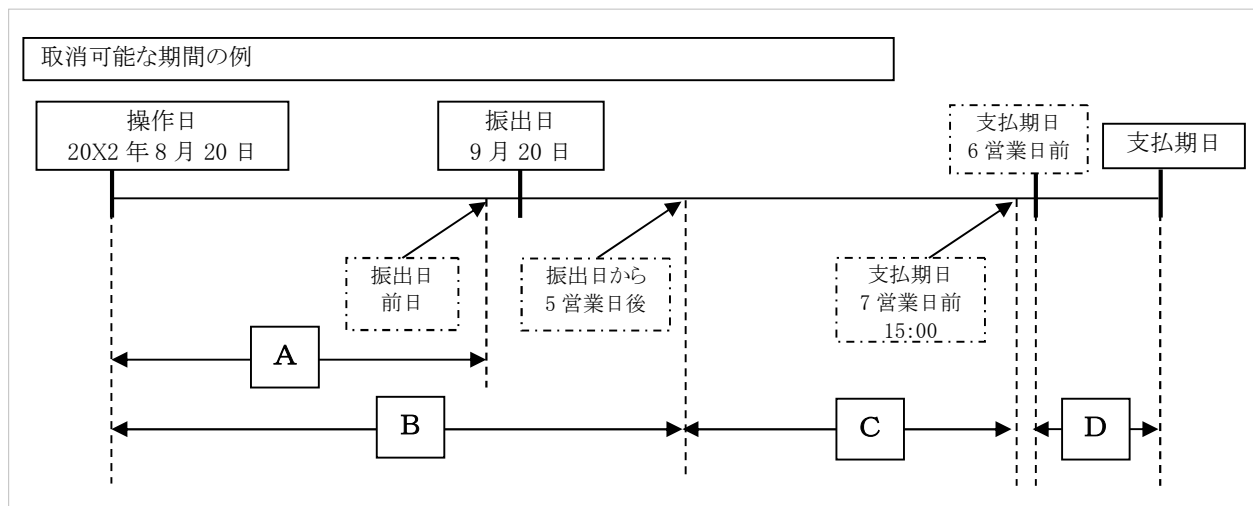 取消可能な期間の例
操作日
20X2 年 8 月 20 日
振出日
9 月 20 日
支払期日
6 営業日前
支払期日
振出日
前日
振出日から
5 営業日後
支払期日
7 営業日前
15:00
A
B
C
D